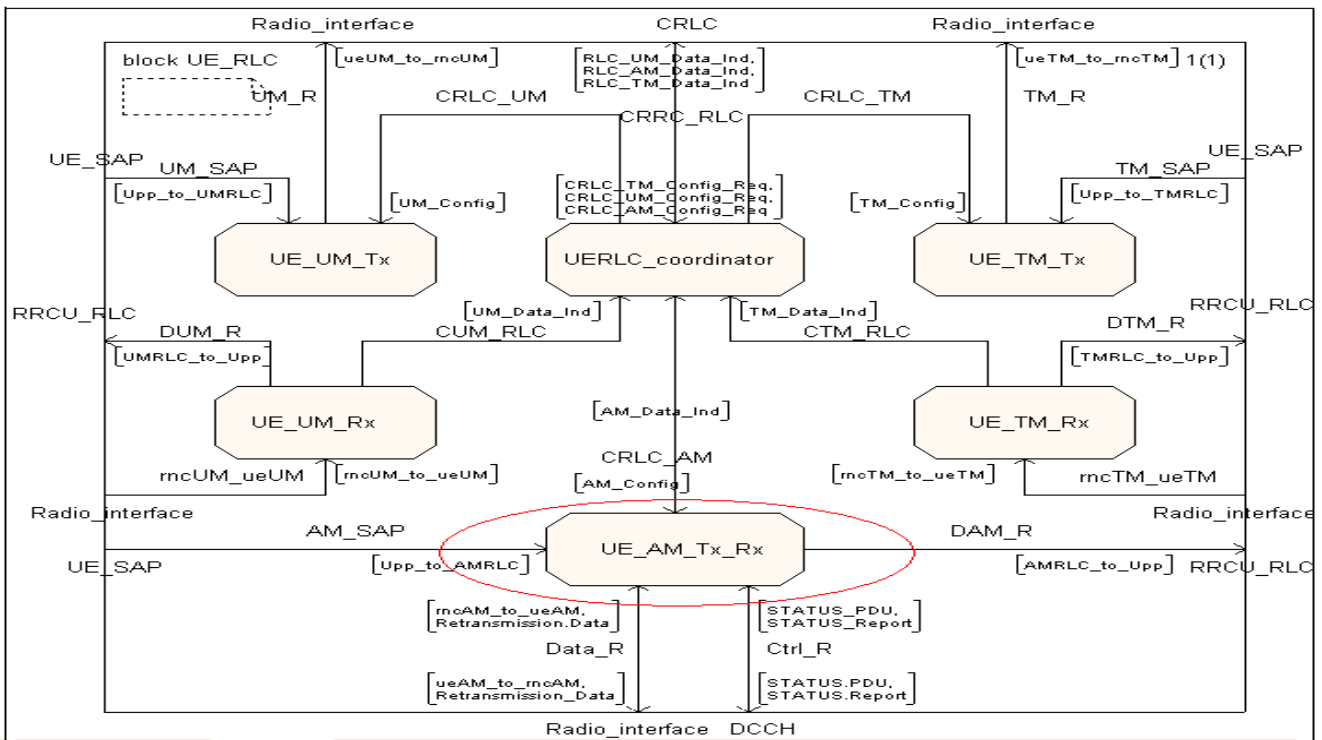 Radio_interface CRLC Radio_interface
block UE_RLC
[ueUM_to_rncUM]
[RLC_UM_Data_Ind,
RLC_AM_Data_Ind,
RLC_TM_Data_Ind]
[ueTM_to_rncTM] 1(1)
UM_R
CRLC_UM
CRRC_RLC
CRLC_TM
TM_R
UE_SAP
UM_SAP
[Upp_to_UMRLC]
[UM_Config]
[CRLC_TM_Config_Req,
CRLC_UM_Config_Req,
CRLC_AM_Config_Req]
[TM_Config]
UE_SAP
TM_SAP
[Upp_to_TMRLC]
UE_UM_Tx
UERLC_coordinator
UE_TM_Tx
RRCU_RLC
DUM_R
[UMRLC_to_Upp]
[UM_Data_Ind]
CUM_RLC
[TM_Data_Ind]
CTM_RLC
RRCU_RLC
DTM_R
[TMRLC_to_Upp]
UE_UM_Rx
[AM_Data_Ind]
UE_TM_Rx
rncUM_ueUM
[rncUM_to_ueUM]
CRLC_AM
[AM_Config]
[rncTM_to_ueTM]
rncTM_ueTM
Radio_interface
Radio_interface
AM_SAP
UE_SAP
[Upp_to_AMRLC]
UE_AM_Tx_Rx
DAM_R
[AMRLC_to_Upp]
RRCU_RLC
[rncAM_to_ueAM,
Retransmission.Data]
[STATUS_PDU,
STATUS_Report]
Data_R
Ctrl_R
[ueAM_to_rncAM,
Retransmission_Data]
[STATUS.PDU,
STATUS.Report]
Radio_interface DCCH